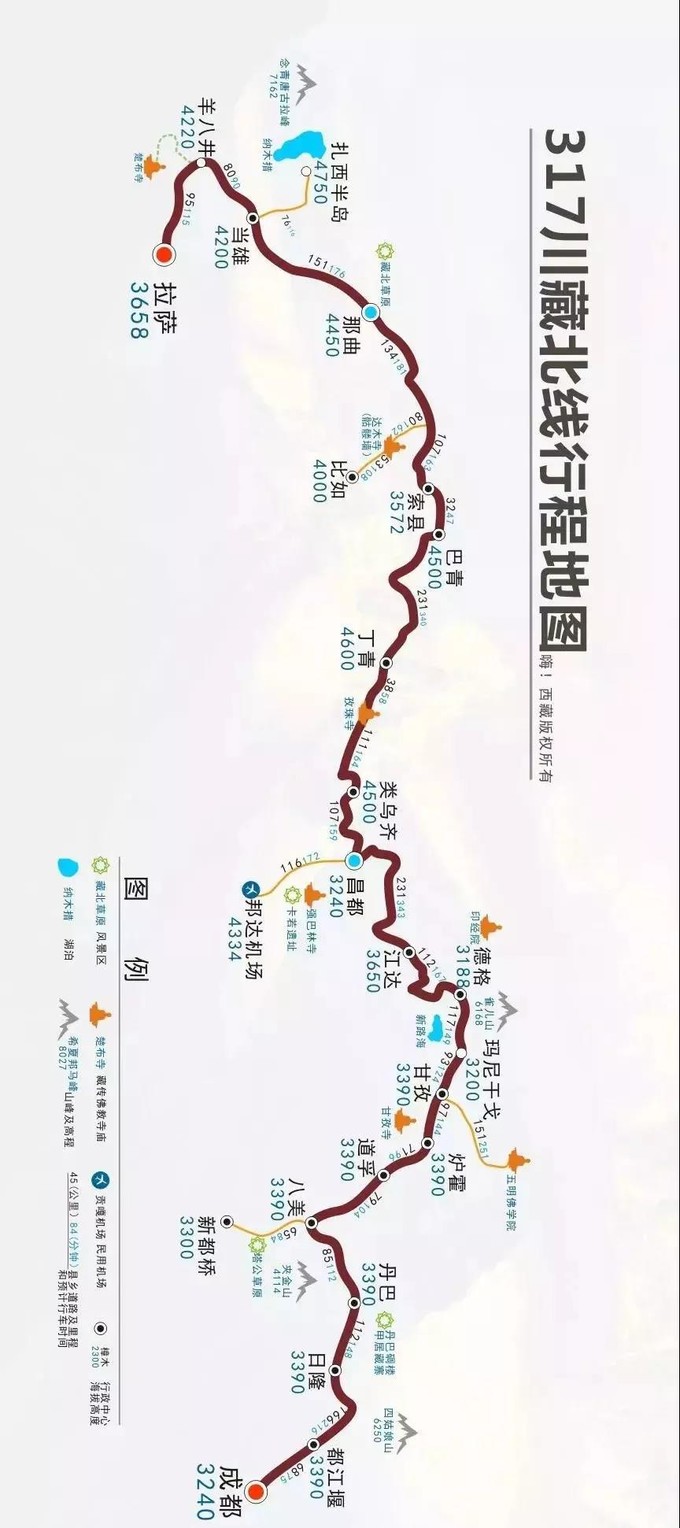 317川藏北线行程地图
嗨！西藏版权所有
念青唐古拉峰
7162
纳木措
扎西半岛
4750
76 116
羊八井
4220
楚布寺
80 90
95 115
拉萨
3658
当雄
4200
151 176
藏北草原
那曲
4450
134 181
80 162
达木寺
(骷髅墙)
53 108
比如
4000
107 163
索县
3572
32 47
巴青
4500
231 340
丁青
4600
38 58
孜珠寺
111 164
类乌齐
4500
107 159
昌都
3240
116 172
邦达机场
4334
强巴林寺
卡若遗址
231 343
江达
3650
印经院
德格
3188
雀儿山
6168
117 149
新路海
玛尼干戈
3200
93 124
甘孜
3390
甘孜寺
151 251
五明佛学院
97 144
炉霍
3390
71 96
道孚
3390
79 104
八美
3390
65 84
塔公草原
新都桥
3300
夹金山
4114
85 112
丹巴
3390
丹巴碉楼
甲居藏寨
112 148
日隆
3390
四姑娘山
6250
166 216
都江堰
3390
68 75
成都
3240
图 例
藏北草原 风景区
楚布寺 藏传佛教寺庙
贡嘎机场 民用机场
樟木
2300
行政中心
海拔高度
纳木措 湖泊
希夏邦马峰山峰及高程
8027
45(公里) 84(分钟)县乡道路及里程
和预计行车时间